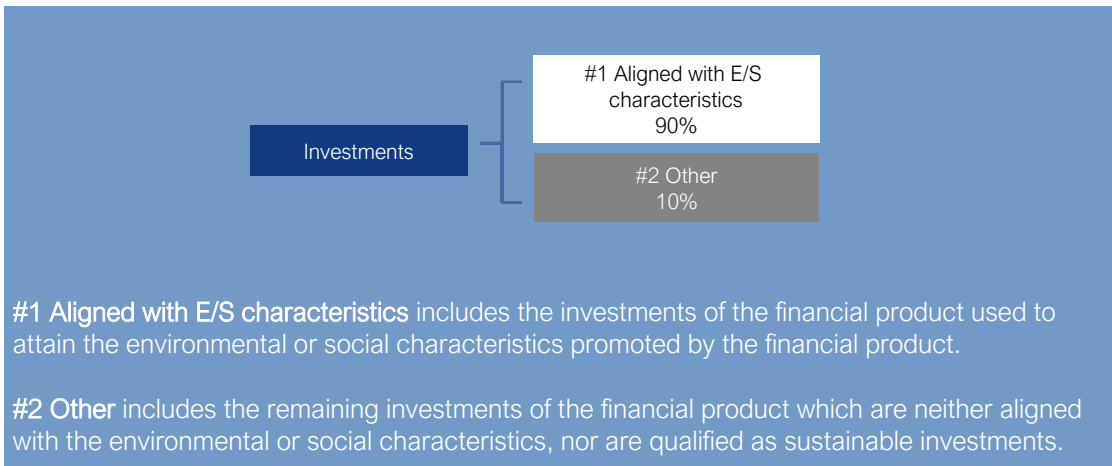 #1 Aligned with E/S
characteristics
90%
Investments
#2 Other
10%
#1 Aligned with E/S characteristics includes the investments of the financial product used to
attain the environmental or social characteristics promoted by the financial product.
#2 Other includes the remaining investments of the financial product which are neither aligned
with the environmental or social characteristics, nor are qualified as sustainable investments.